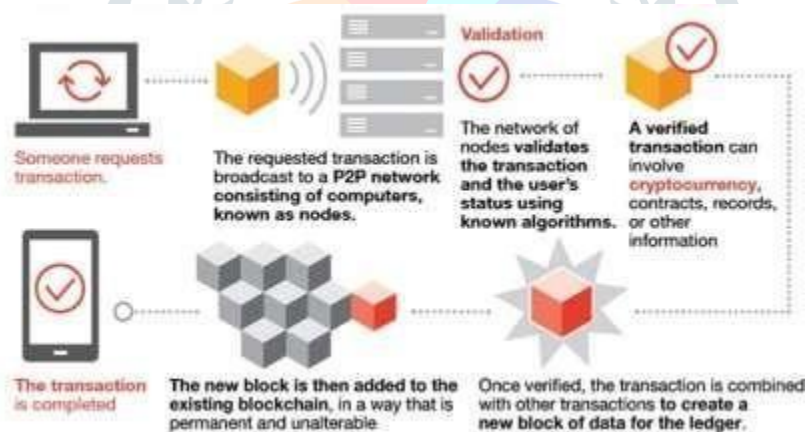 Someone requests
transaction.
The requested transaction is
broadcast to a P2P network
consisting of computers,
known as nodes.
Validation
The network of
nodes validates
the transaction
and the user's
status using
known algorithms.
A verified
transaction can
involve
cryptocurrency,
contracts, records,
or other
information
Once verified, the transaction is combined
with other transactions to create a
new block of data for the ledger.
The new block is then added to the
existing blockchain, in a way that is
permanent and unalterable
The transaction
is completed